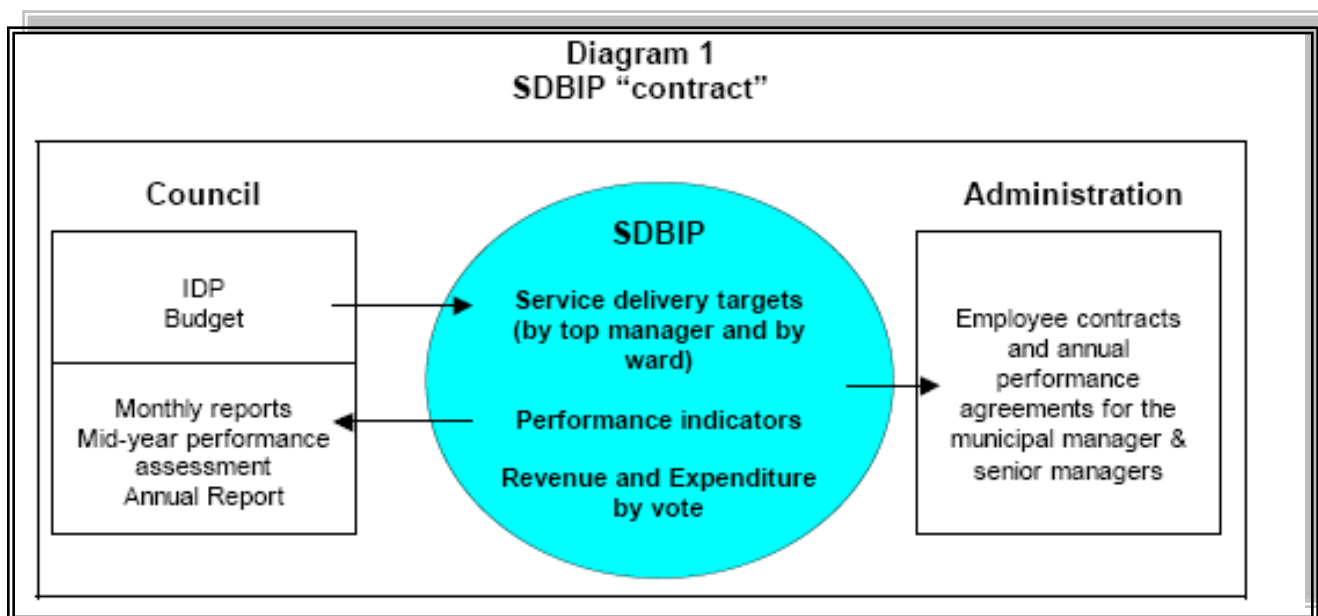 Diagram 1
SDBIP “contract”
Council
IDP
Budget
Monthly reports
Mid-year performance
assessment
Annual Report
SDBIP
Service delivery targets
(by top manager and by
ward)
Performance indicators
Revenue and Expenditure
by vote
Administration
Employee contracts
and annual
performance
agreements for the
municipal manager &
senior managers